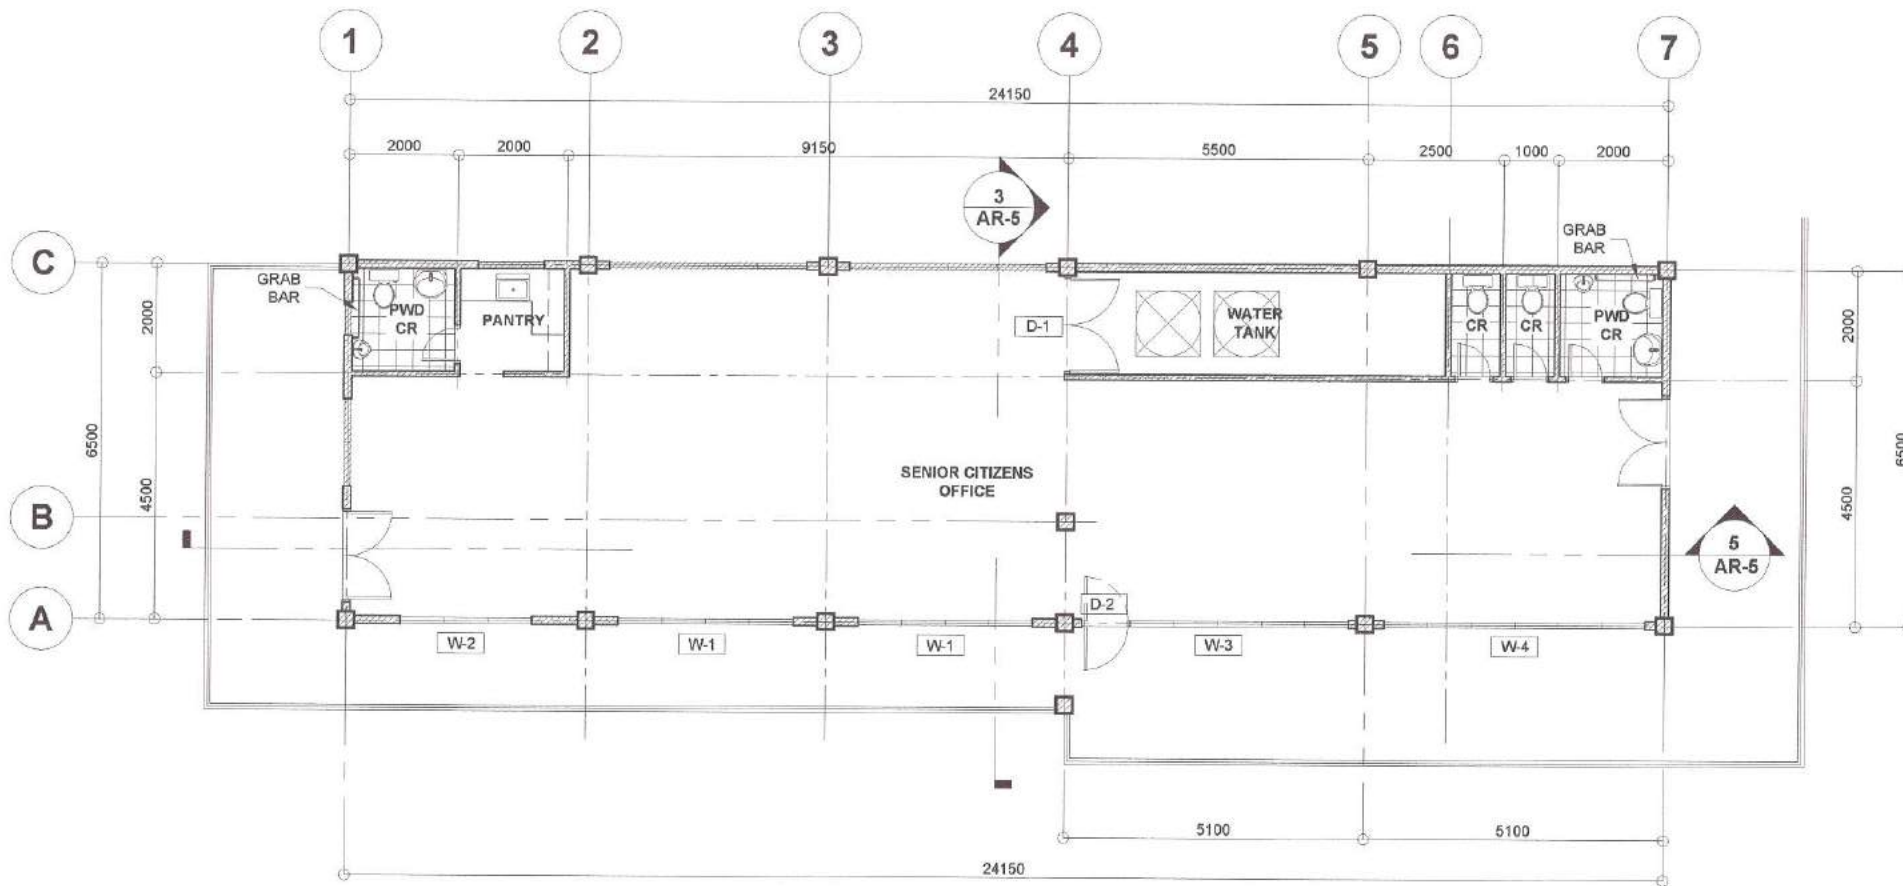 1
2
3
4
5
6
7
24150
2000
2000
9150
5500
2500
1000
2000
3
AR-5
GRAB
BAR
C
GRAB
BAR
PWD
CR
PANTRY
D-1
WATER
TANK
CR
CR
PWD
CR
2000
2000
6500
4500
SENIOR CITIZENS
OFFICE
6500
4500
B
5
AR-5
A
D-2
W-2
W-1
W-1
W-3
W-4
5100
5100
24150